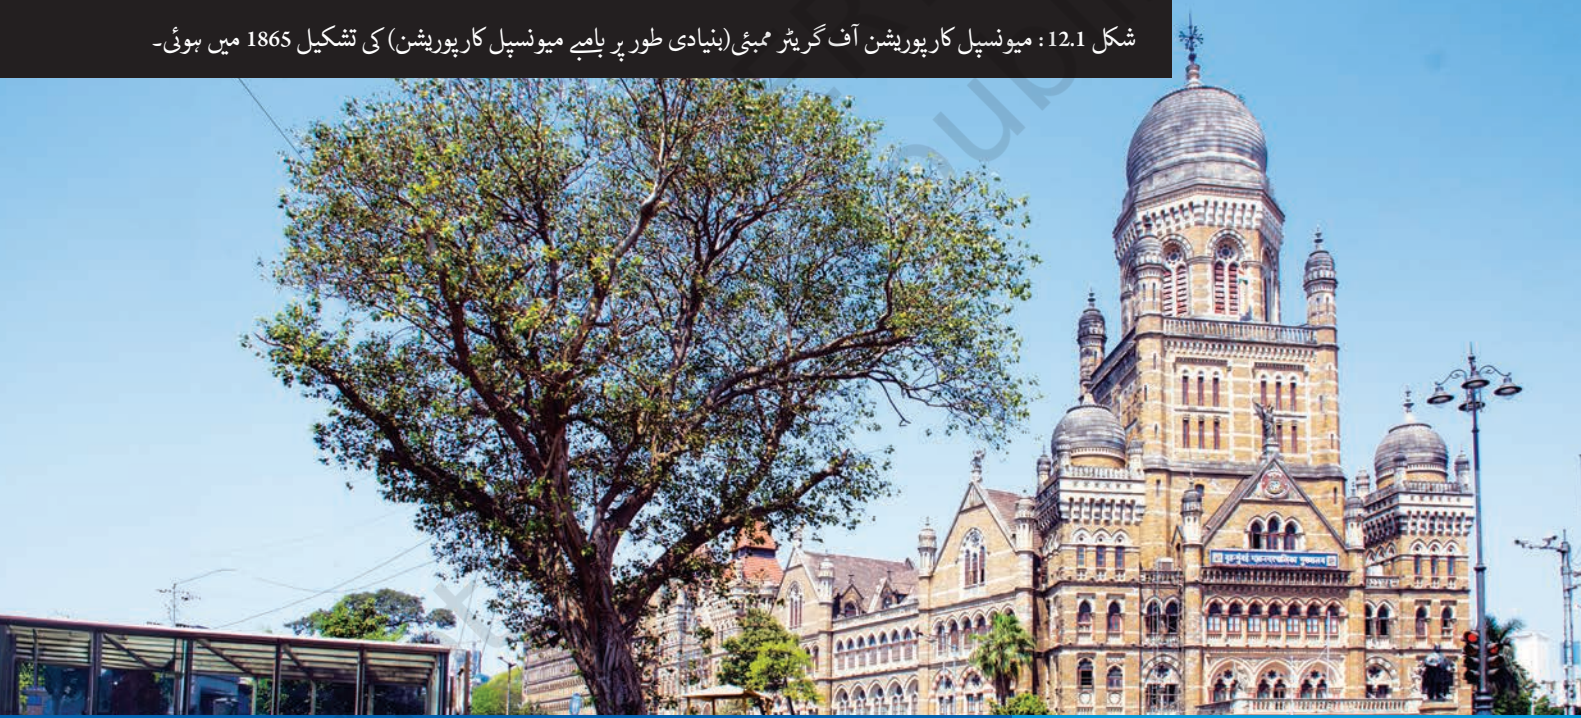 شکل 12.1: میونسپل کارپوریشن آف گریٹر ممبئی (بنیادی طور پر بامبے میونسپل کارپوریشن) کی تشکیل 1865 میں ہوئی۔